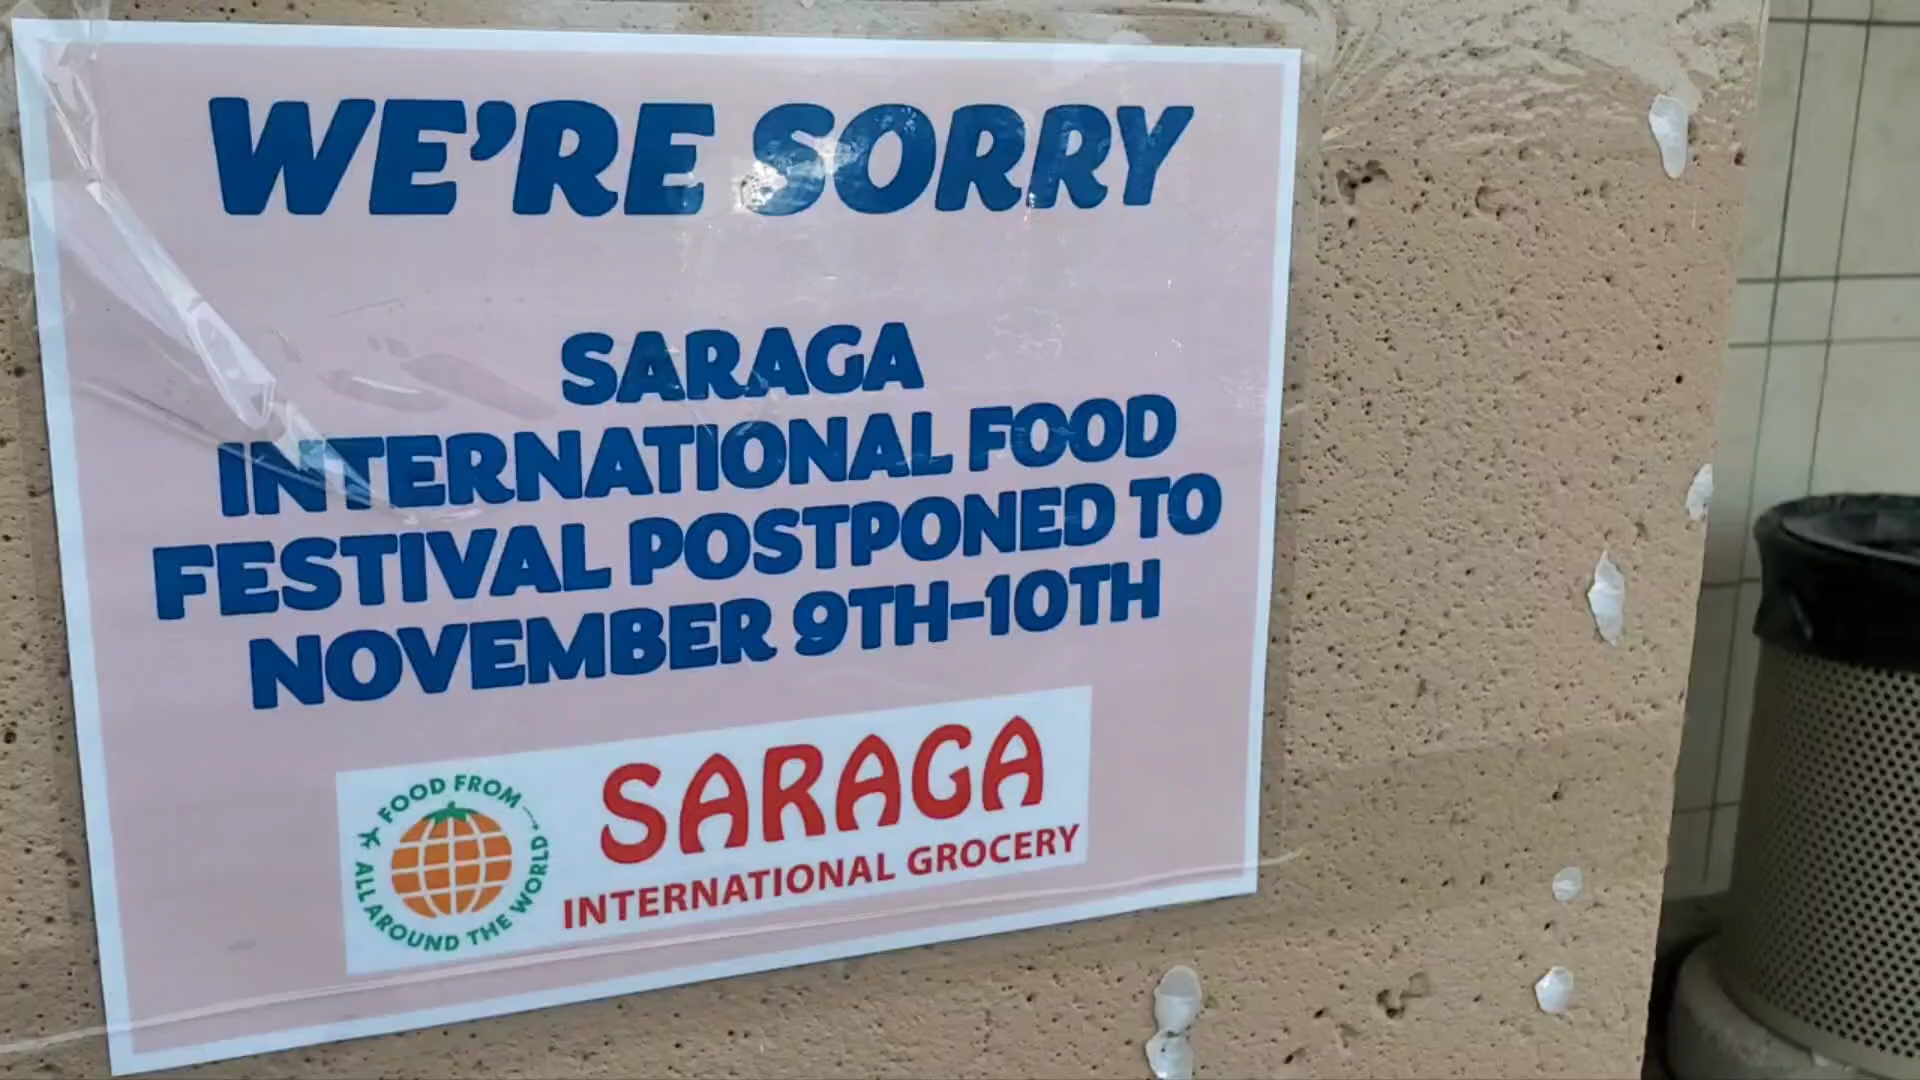 WE'RE SORRY
SARAGA
INTERNATIONAL FOOD
FESTIVAL POSTPONED TO
NOVEMBER 9TH-10TH
FOOD FROM
ALL AROUND THE WORLD
SARAGA
INTERNATIONAL GROCERY